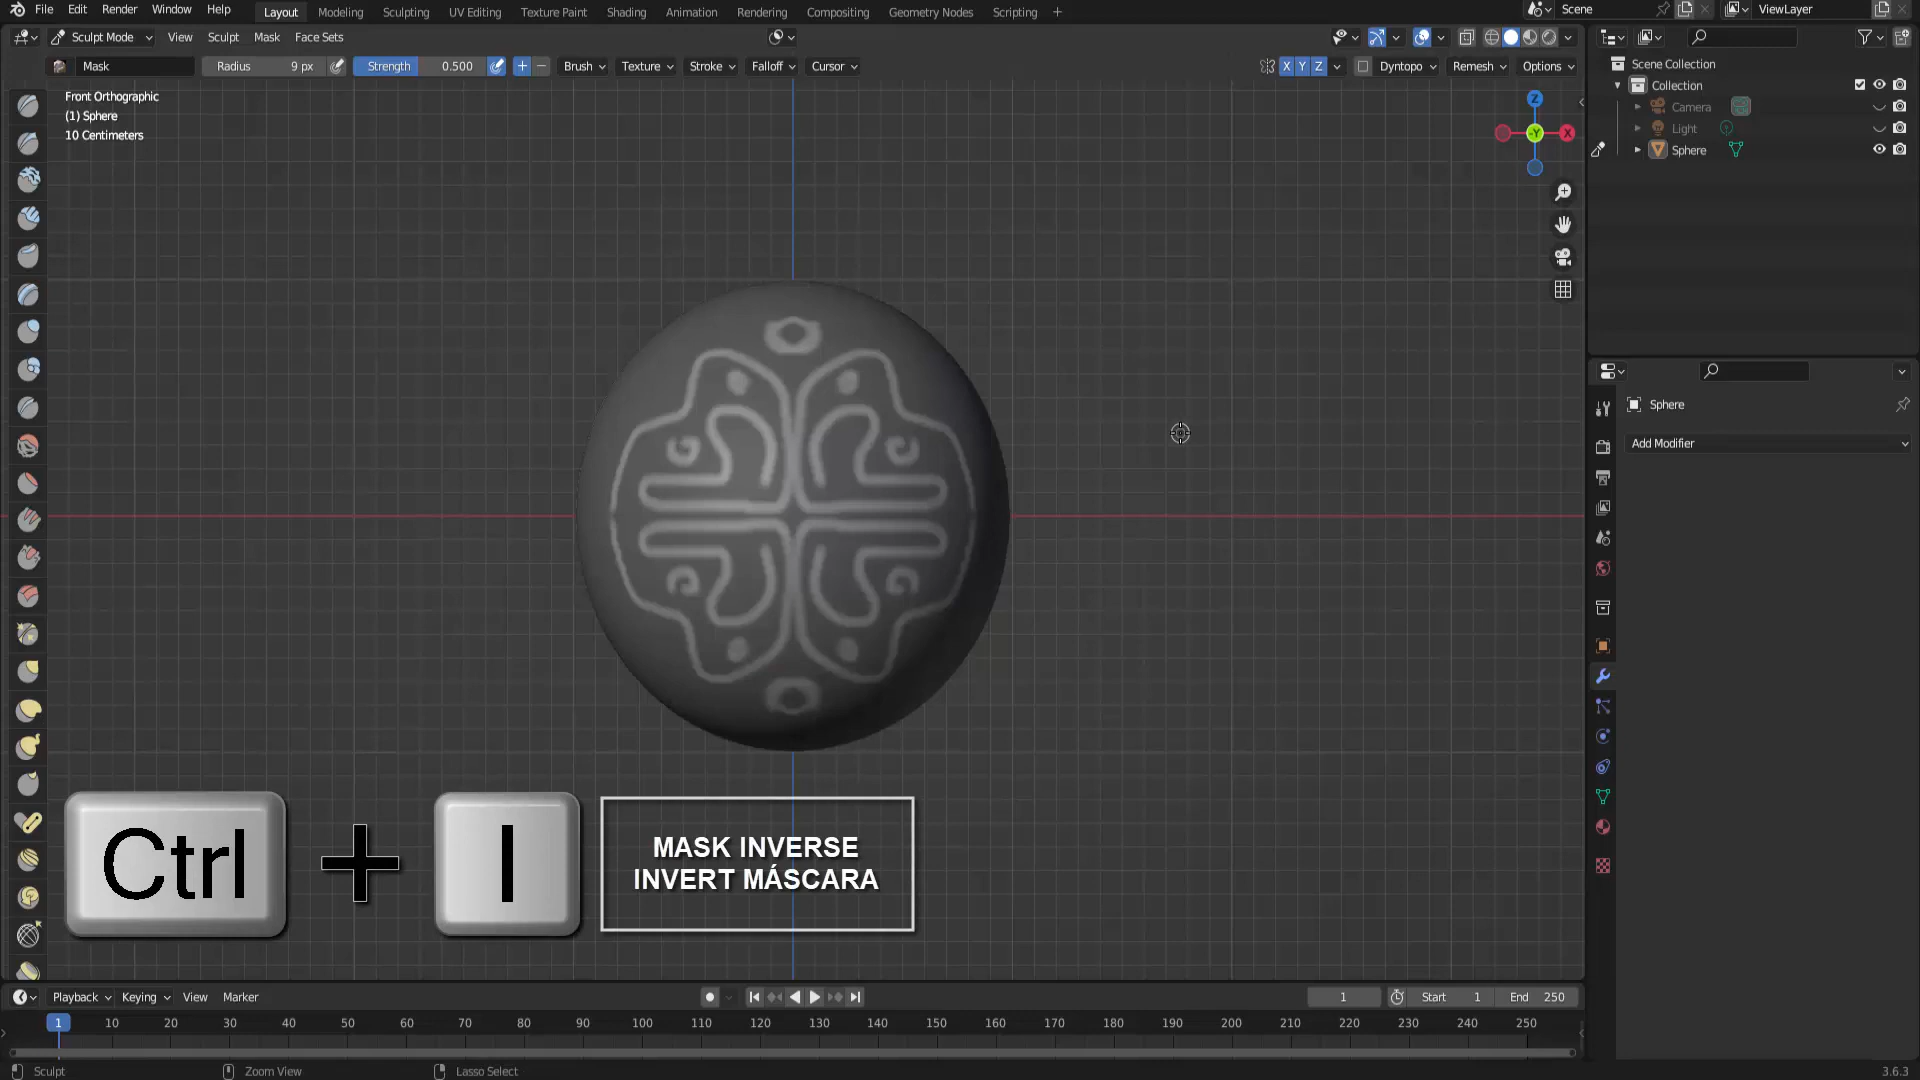 File Edit Render Window Help Layout Modeling Sculpting UV Editing Texture Paint Shading Animation Rendering Compositing Geometry Nodes Scripting + Scene ViewLayer
Sculpt Mode View Sculpt Mask Face Sets
Mask Radius 9 px Strength 0.500 Brush Texture Stroke Falloff Cursor X Y Z Dyntopo Remesh Options
Scene Collection
Collection
Camera
Light
Sphere
Front Orthographic
(1) Sphere
10 Centimeters
Z
-Y
X
Sphere
Add Modifier
Ctrl + I
MASK INVERSE
INVERT MÁSCARA
Playback Keying View Marker 1 Start 1 End 250
1 10 20 30 40 50 60 70 80 90 100 110 120 130 140 150 160 170 180 190 200 210 220 230 240 250
Sculpt Zoom View Lasso Select 3.6.3